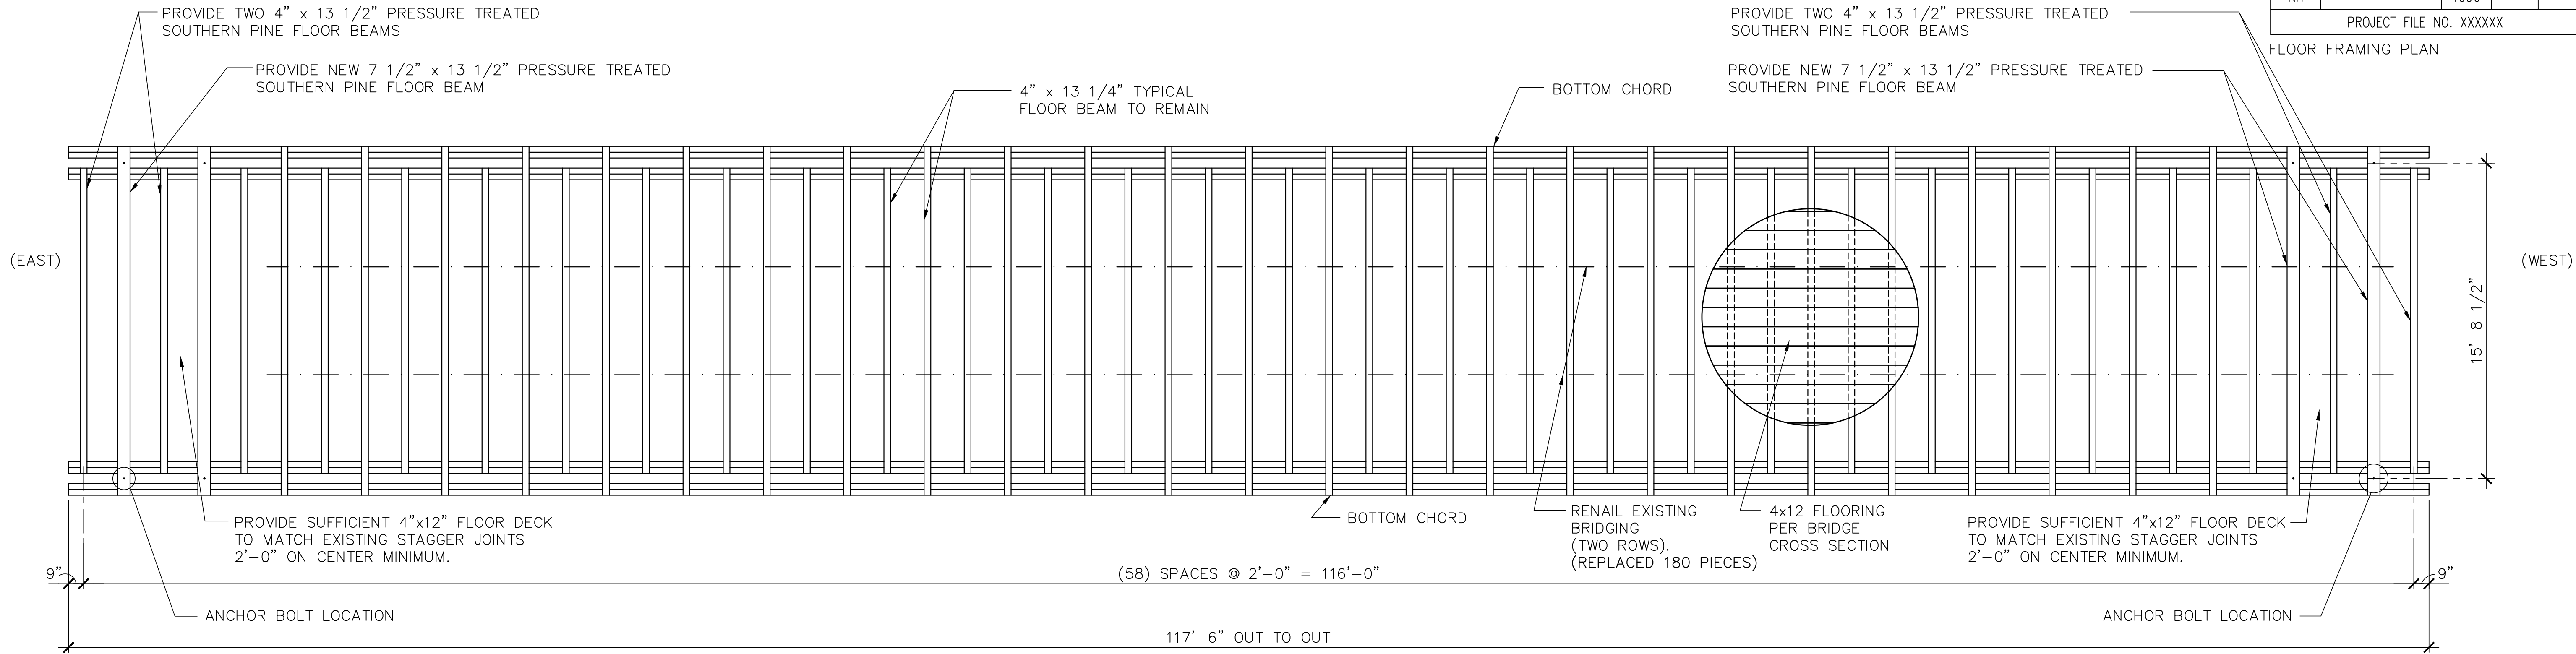 PROVIDE TWO 4" x 13 1/2" PRESSURE TREATED
SOUTHERN PINE FLOOR BEAMS
PROVIDE NEW 7 1/2" x 13 1/2" PRESSURE TREATED
SOUTHERN PINE FLOOR BEAM
4" x 13 1/4" TYPICAL
FLOOR BEAM TO REMAIN
BOTTOM CHORD
PROVIDE TWO 4" x 13 1/2" PRESSURE TREATED
SOUTHERN PINE FLOOR BEAMS
PROVIDE NEW 7 1/2" x 13 1/2" PRESSURE TREATED
SOUTHERN PINE FLOOR BEAM
PROJECT FILE NO. XXXXXX
FLOOR FRAMING PLAN
(EAST)
(WEST)
15'-8 1/2"
PROVIDE SUFFICIENT 4"x12" FLOOR DECK
TO MATCH EXISTING STAGGER JOINTS
2'-0" ON CENTER MINIMUM.
BOTTOM CHORD
RENAIL EXISTING
BRIDGING
(TWO ROWS).
(REPLACED 180 PIECES)
4x12 FLOORING
PER BRIDGE
CROSS SECTION
PROVIDE SUFFICIENT 4"x12" FLOOR DECK
TO MATCH EXISTING STAGGER JOINTS
2'-0" ON CENTER MINIMUM.
9"
(58) SPACES @ 2'-0" = 116'-0"
9"
ANCHOR BOLT LOCATION
ANCHOR BOLT LOCATION
117'-6" OUT TO OUT